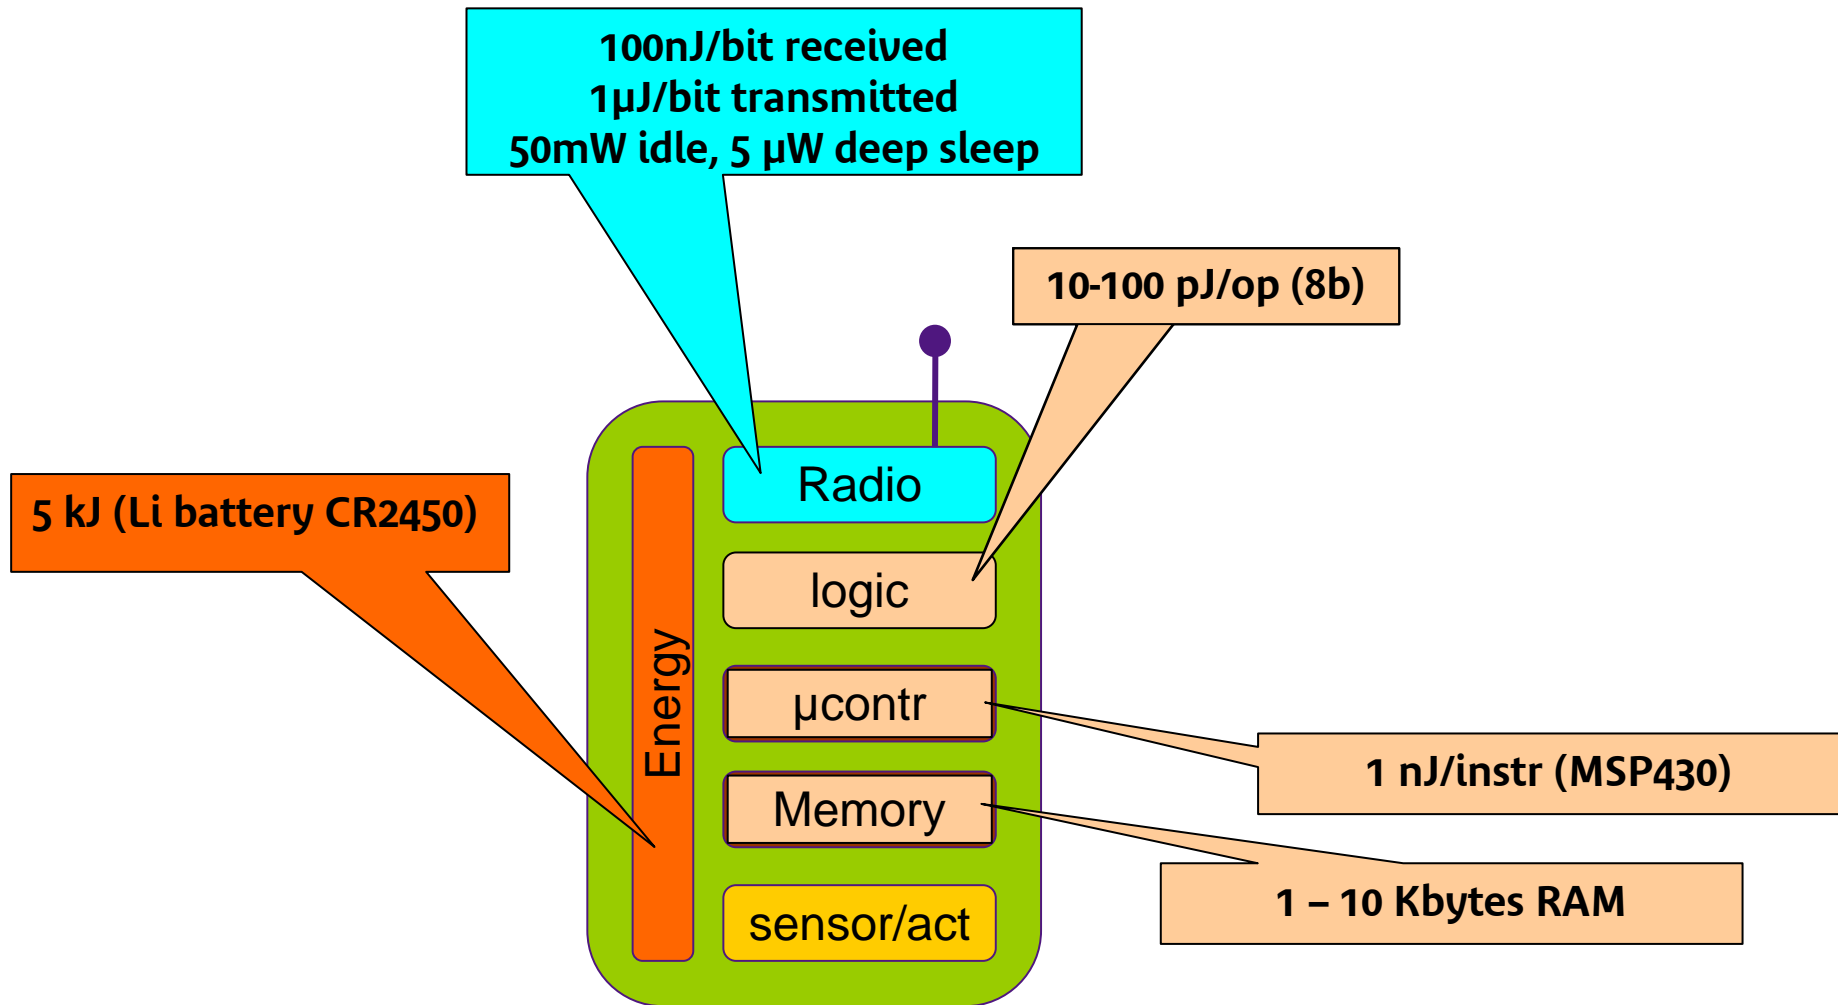 100nJ/bit received
1µJ/bit transmitted
50mW idle, 5 µW deep sleep
10-100 pJ/op (8b)
5 kJ (Li battery CR2450)
Energy
Radio
logic
µcontr
Memory
sensor/act
1 nJ/instr (MSP430)
1 – 10 Kbytes RAM